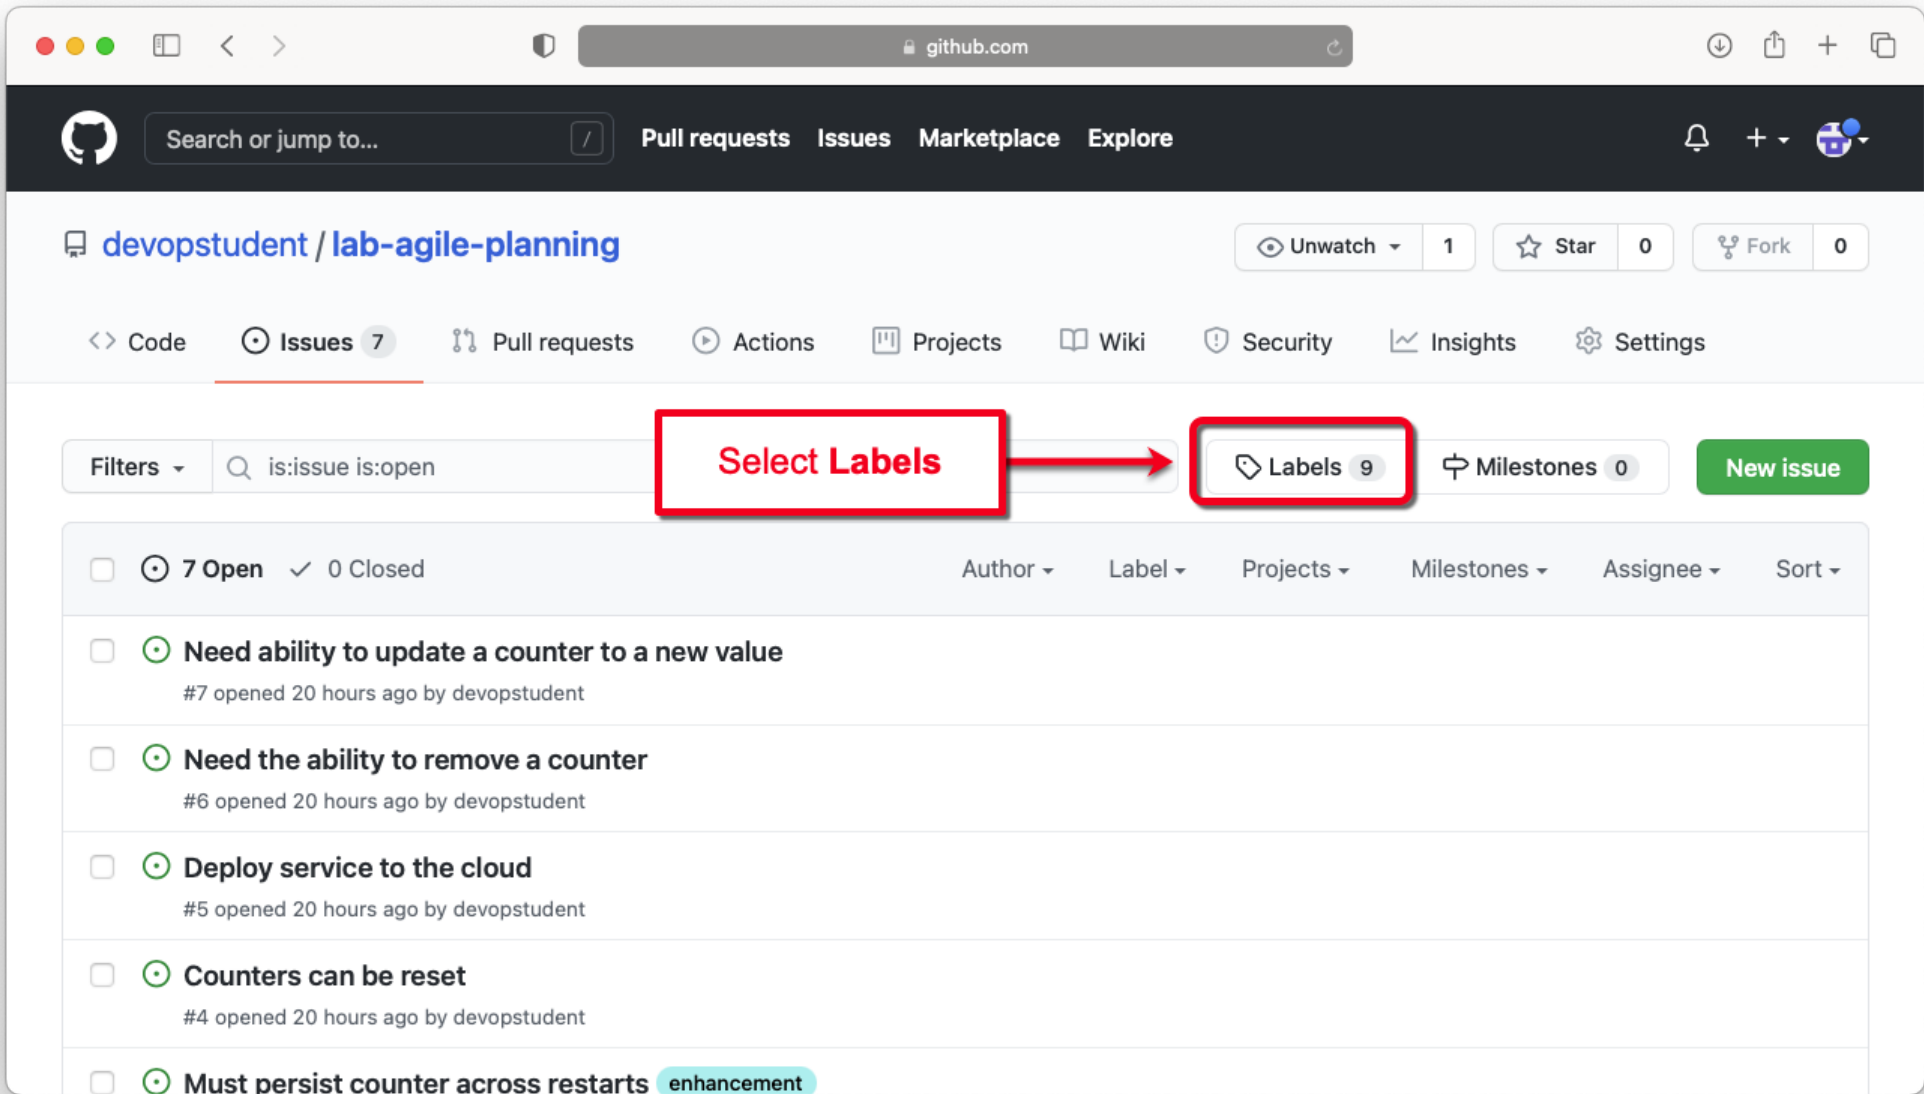 github.com
Search or jump to... / Pull requests Issues Marketplace Explore
devopstudent / lab-agile-planning Unwatch 1 Star 0 Fork 0
Code Issues 7 Pull requests Actions Projects Wiki Security Insights Settings
Filters is:issue is:open Select Labels Labels 9 Milestones 0 New issue
7 Open 0 Closed Author Label Projects Milestones Assignee Sort
Need ability to update a counter to a new value
#7 opened 20 hours ago by devopstudent
Need the ability to remove a counter
#6 opened 20 hours ago by devopstudent
Deploy service to the cloud
#5 opened 20 hours ago by devopstudent
Counters can be reset
#4 opened 20 hours ago by devopstudent
Must persist counter across restarts enhancement